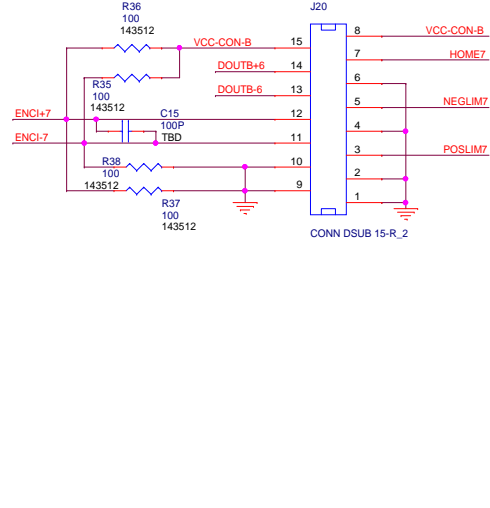 R36
100
143512
J20
VCC-CON-B
15
8
VCC-CON-B
DOUTB+6
14
7
HOME7
R35
100
143512
DOUTB-6
13
6
5
NEGLIM7
ENCI+7
C15
100P
TBD
12
4
ENCI-7
11
3
POSLIM7
R38
100
143512
10
2
9
1
R37
100
143512
CONN DSUB 15-R_2